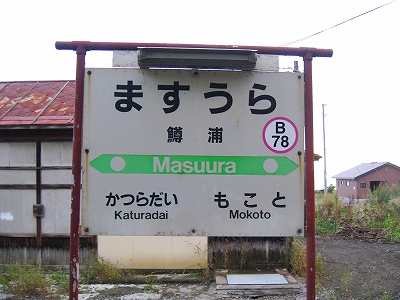 ますうら
鱒浦
B
78
Masuura
かつらだい
Katuradai
もこと
Mokoto